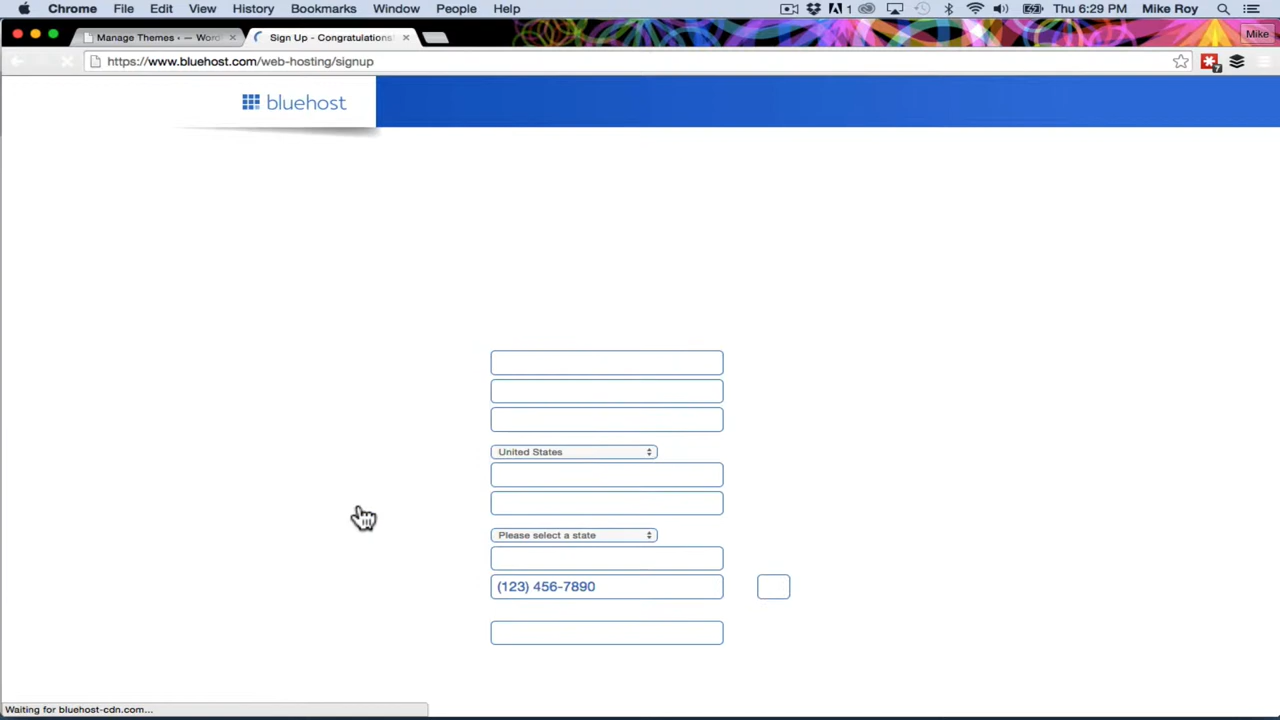 Chrome File Edit View History Bookmarks Window People Help 1 Thu 6:29 PM Mike Roy
Manage Themes ‹ — Word Sign Up - Congratulations! Mike
https://www.bluehost.com/web-hosting/signup 7
bluehost
United States
Please select a state
(123) 456-7890
Waiting for bluehost-cdn.com...